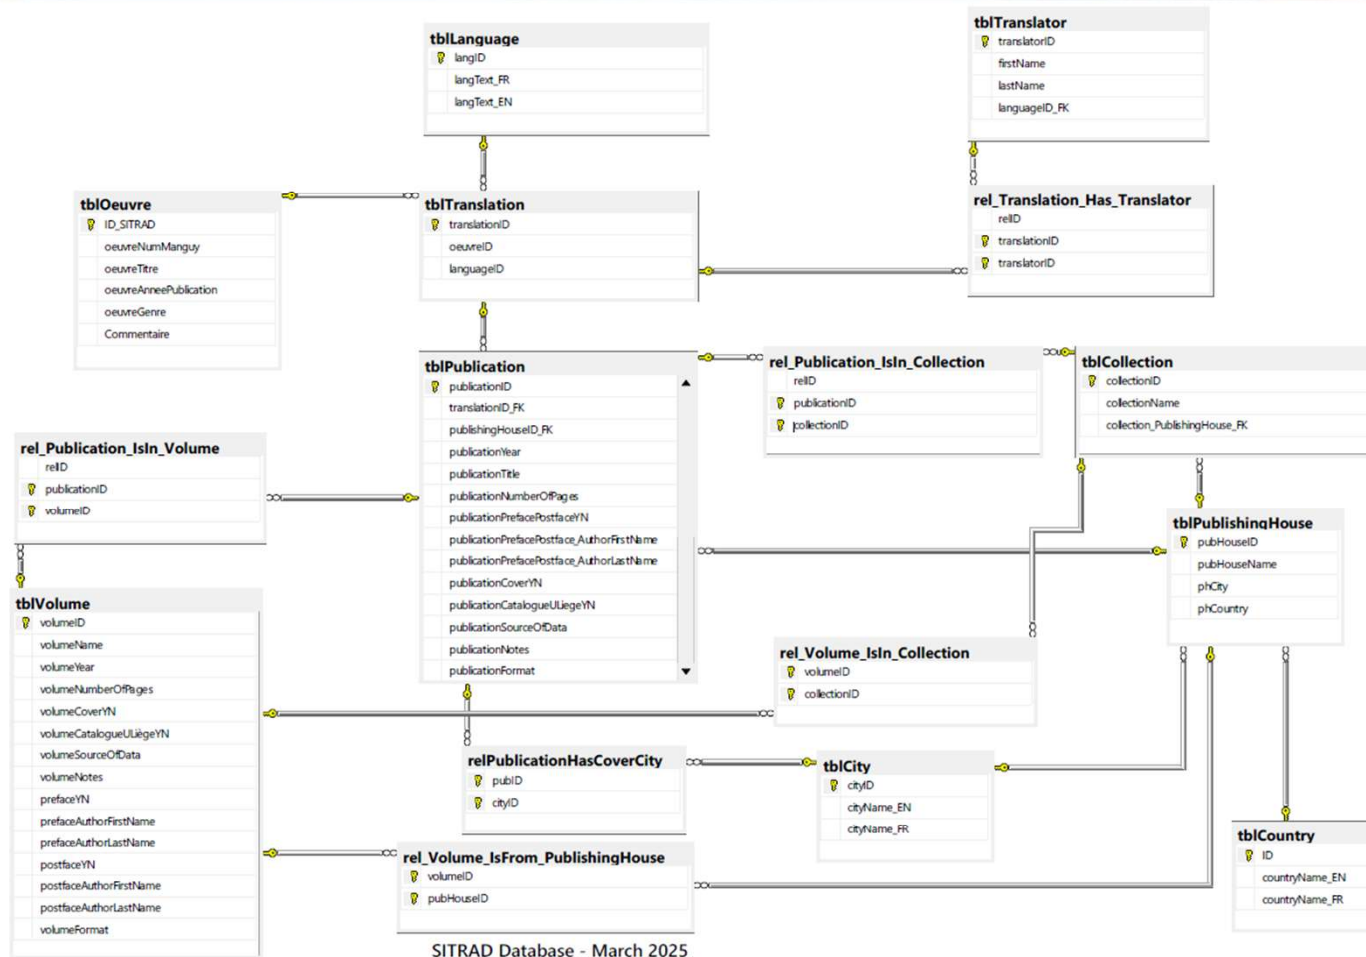 tblLanguage
langID
langText_FR
langText_EN
tblTranslator
translatorID
firstName
lastName
languageID_FK
tblOeuvre
ID_SITRAD
oeuvreNumManguy
oeuvreTitre
oeuvreAnneePublication
oeuvreGenre
Commentaire
tblTranslation
translationID
oeuvreID
languageID
rel_Translation_Has_Translator
relID
translationID
translatorID
tblPublication
publicationID
translationID_FK
publishingHouseID_FK
publicationYear
publicationTitle
publicationNumberOfPages
publicationPrefacePostfaceYN
publicationPrefacePostface_AuthorFirstName
publicationPrefacePostface_AuthorLastName
publicationCoverYN
publicationCatalogueULiegeYN
publicationSourceOfData
publicationNotes
publicationFormat
rel_Publication_IsIn_Collection
relID
publicationID
collectionID
tblCollection
collectionID
collectionName
collection_PublishingHouse_FK
rel_Publication_IsIn_Volume
relID
publicationID
volumeID
tblPublishingHouse
pubHouseID
pubHouseName
phCity
phCountry
tblVolume
volumeID
volumeName
volumeYear
volumeNumberOfPages
volumeCoverYN
volumeCatalogueULiègeYN
volumeSourceOfData
volumeNotes
prefaceYN
prefaceAuthorFirstName
prefaceAuthorLastName
postfaceYN
postfaceAuthorFirstName
postfaceAuthorLastName
volumeFormat
rel_Volume_IsIn_Collection
volumeID
collectionID
relPublicationHasCoverCity
pubID
cityID
tblCity
cityID
cityName_EN
cityName_FR
tblCountry
ID
countryName_EN
countryName_FR
rel_Volume_IsFrom_PublishingHouse
volumeID
pubHouseID
SITRAD Database - March 2025